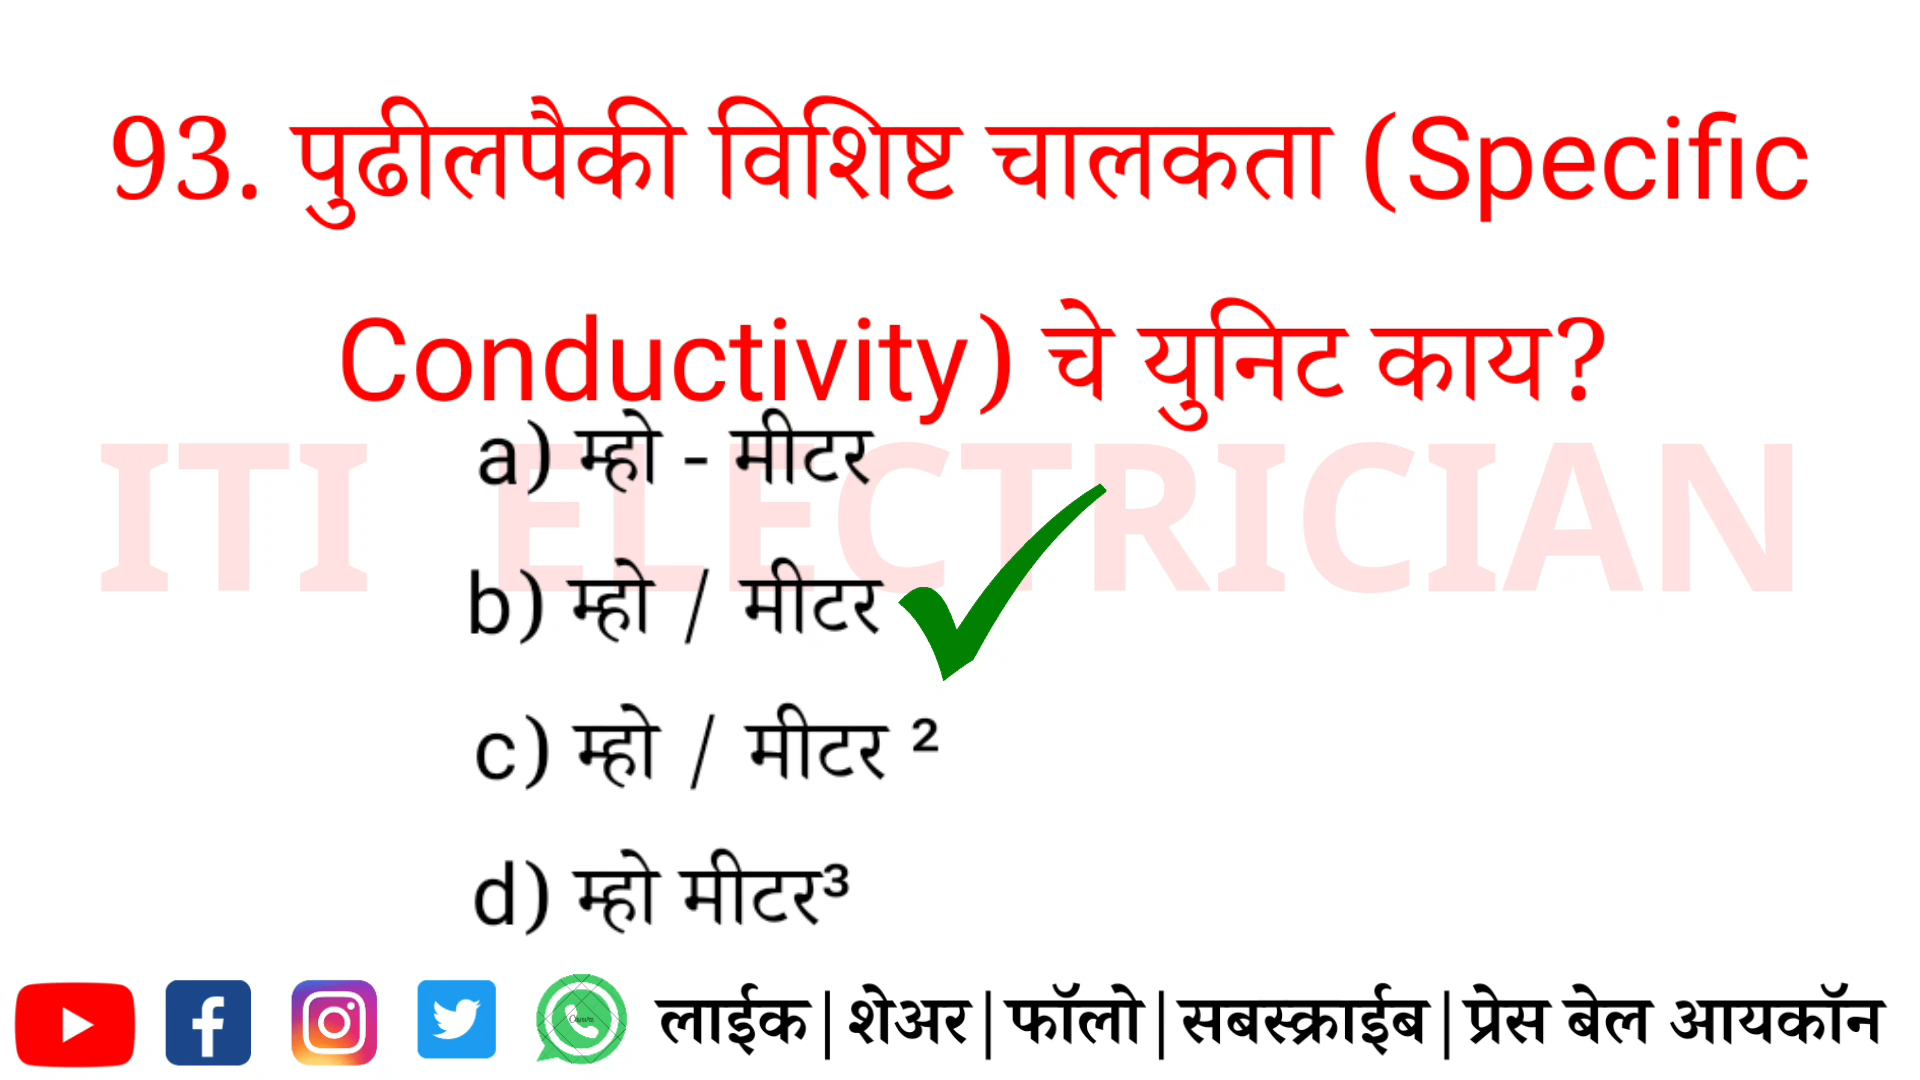 93. पुढीलपैकी विशिष्ट चालकता (Specific
Conductivity) चे युनिट काय?
a) म्हो - मीटर
ITI ELECTRICIAN
b) म्हो / मीटर
c) म्हो / मीटर ²
d) म्हो मीटर³
लाईक|शेअर|फॉलो|सबस्क्राईब|प्रेस बेल आयकॉन